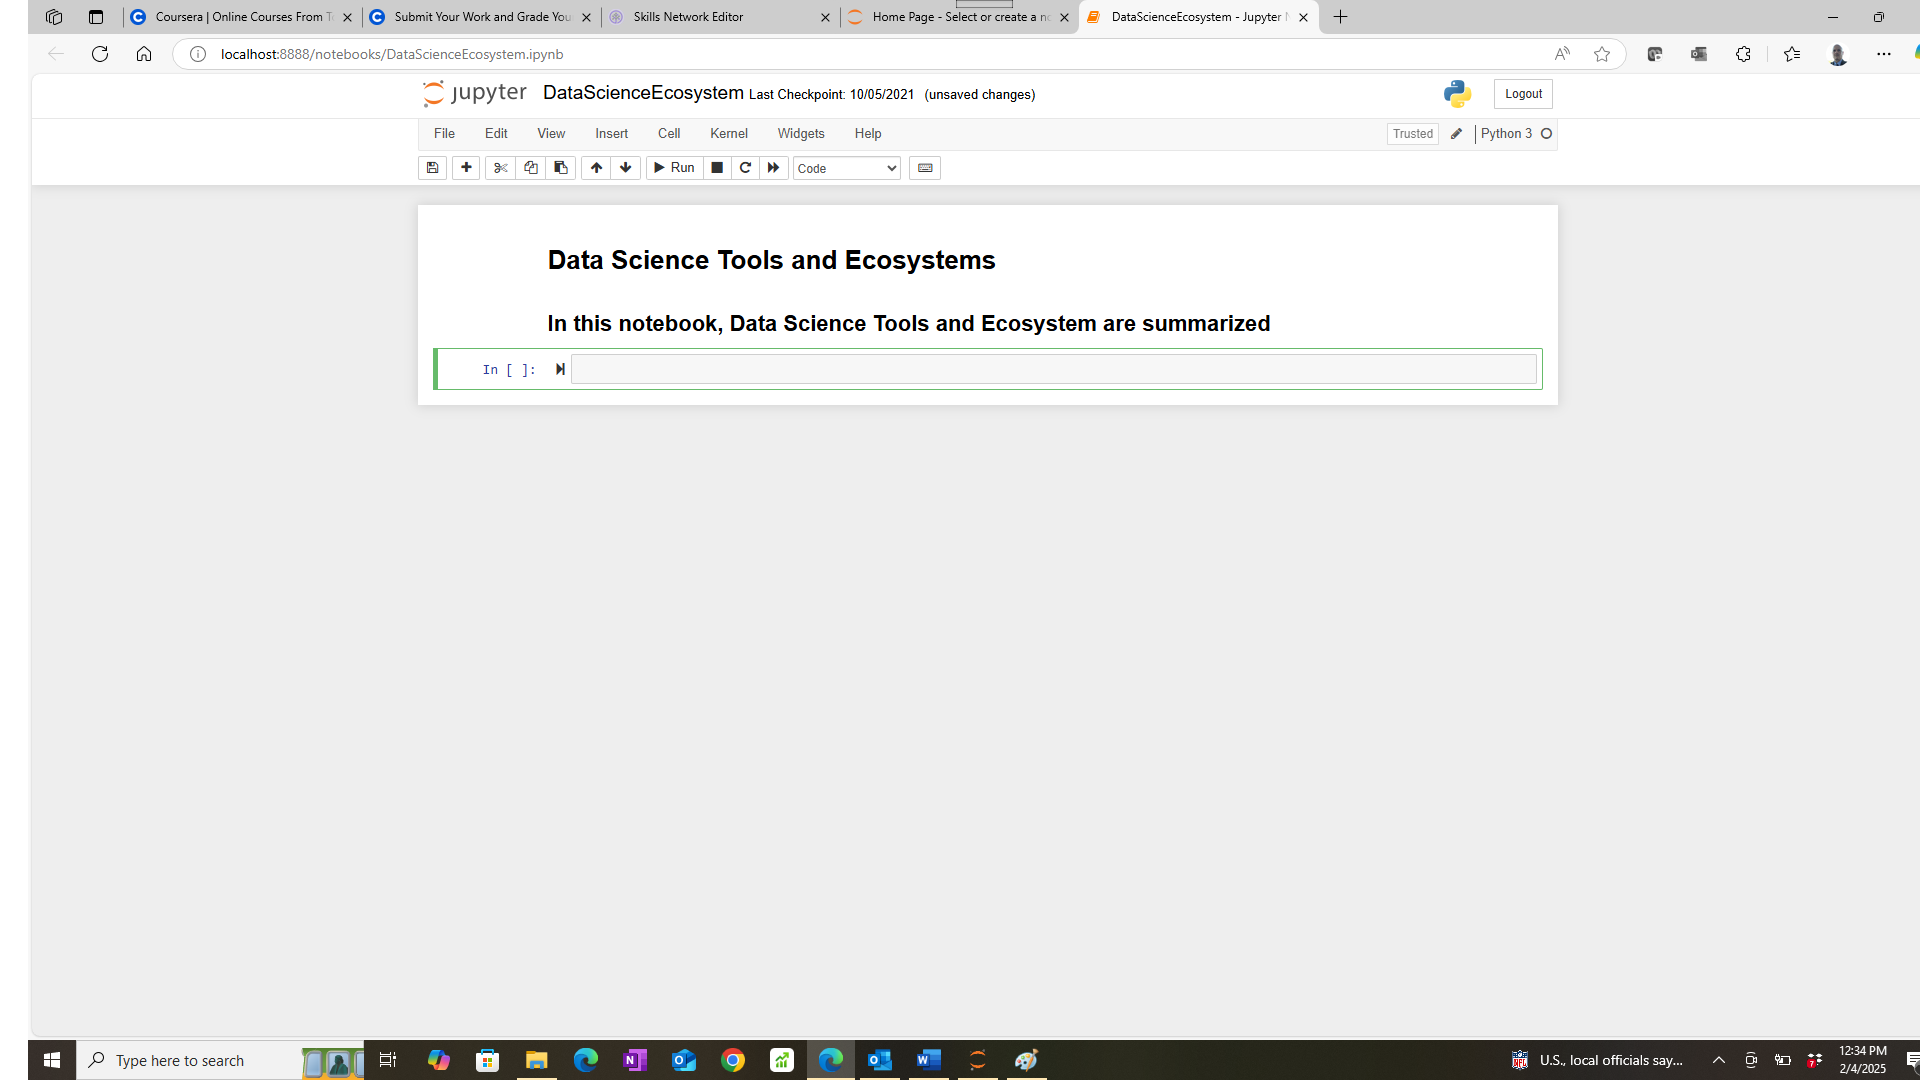 Coursera | Online Courses From T
Submit Your Work and Grade You
Skills Network Editor
Home Page - Select or create a no
DataScienceEcosystem - Jupyter N
localhost:8888/notebooks/DataScienceEcosystem.ipynb
jupyter DataScienceEcosystem Last Checkpoint: 10/05/2021 (unsaved changes)
Logout
File Edit View Insert Cell Kernel Widgets Help
Trusted Python 3
Run Code
Data Science Tools and Ecosystems
In this notebook, Data Science Tools and Ecosystem are summarized
In [ ]:
Type here to search
U.S., local officials say...
12:34 PM
2/4/2025